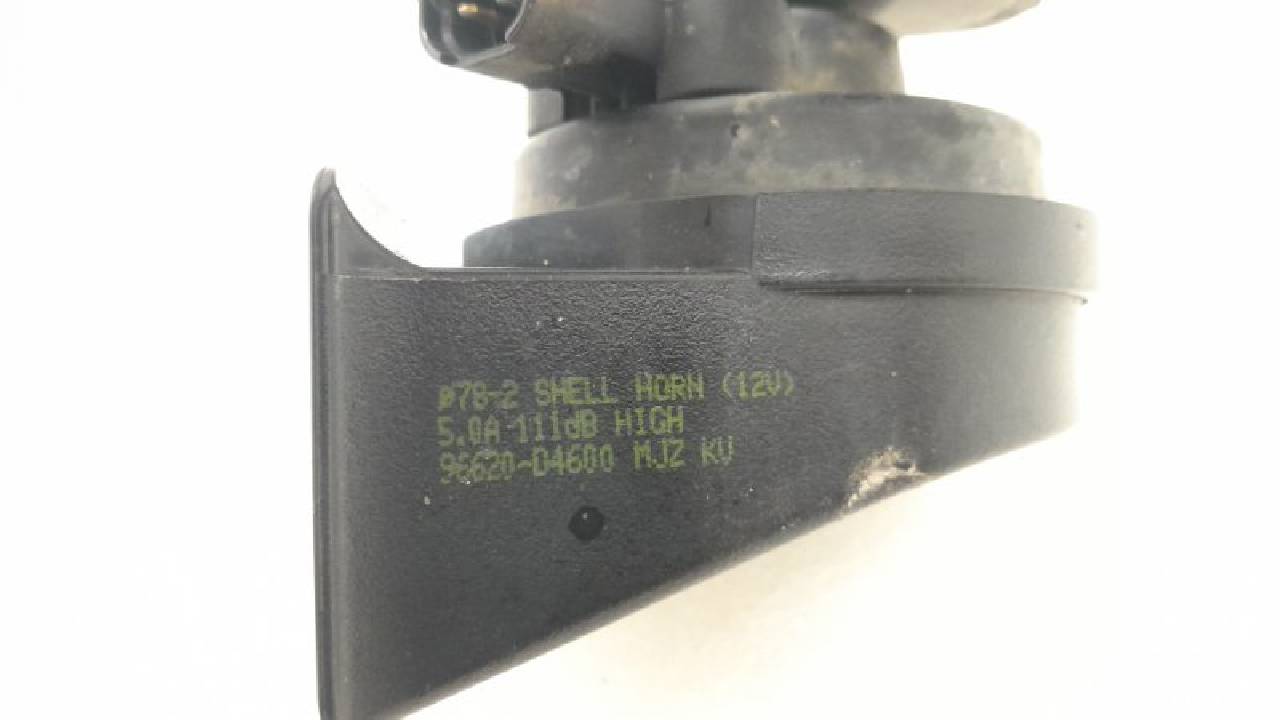 ø78-2 SHELL HORN (12V)
5.0A 111dB HIGH
96620-D4600 MJZ KV